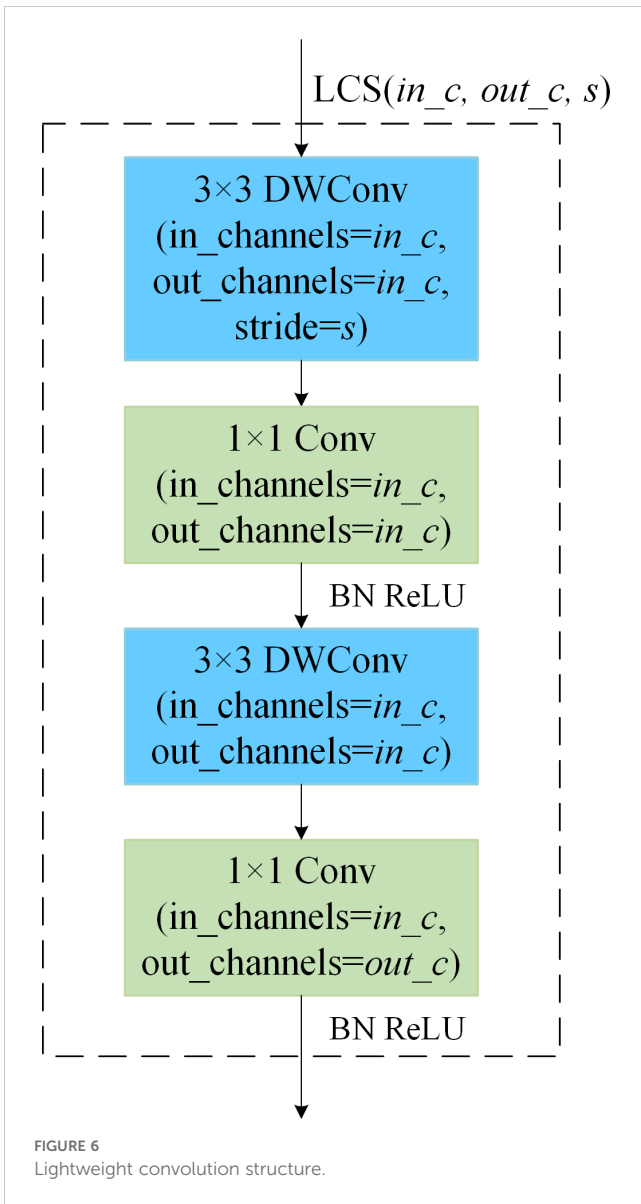 LCS(in_c, out_c, s)
3×3 DWConv
(in_channels=in_c,
out_channels=in_c,
stride=s)
1×1 Conv
(in_channels=in_c,
out_channels=in_c)
BN ReLU
3×3 DWConv
(in_channels=in_c,
out_channels=in_c)
1×1 Conv
(in_channels=in_c,
out_channels=out_c)
BN ReLU
FIGURE 6
Lightweight convolution structure.